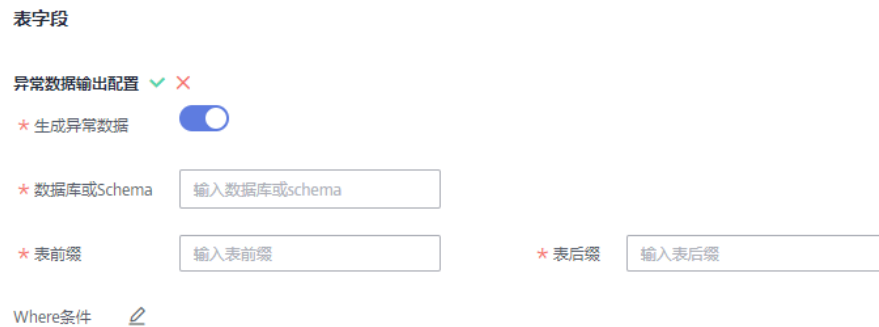 表字段
异常数据输出配置
* 生成异常数据
* 数据库或Schema 输入数据库或schema
* 表前缀 输入表前缀 * 表后缀 输入表后缀
Where条件